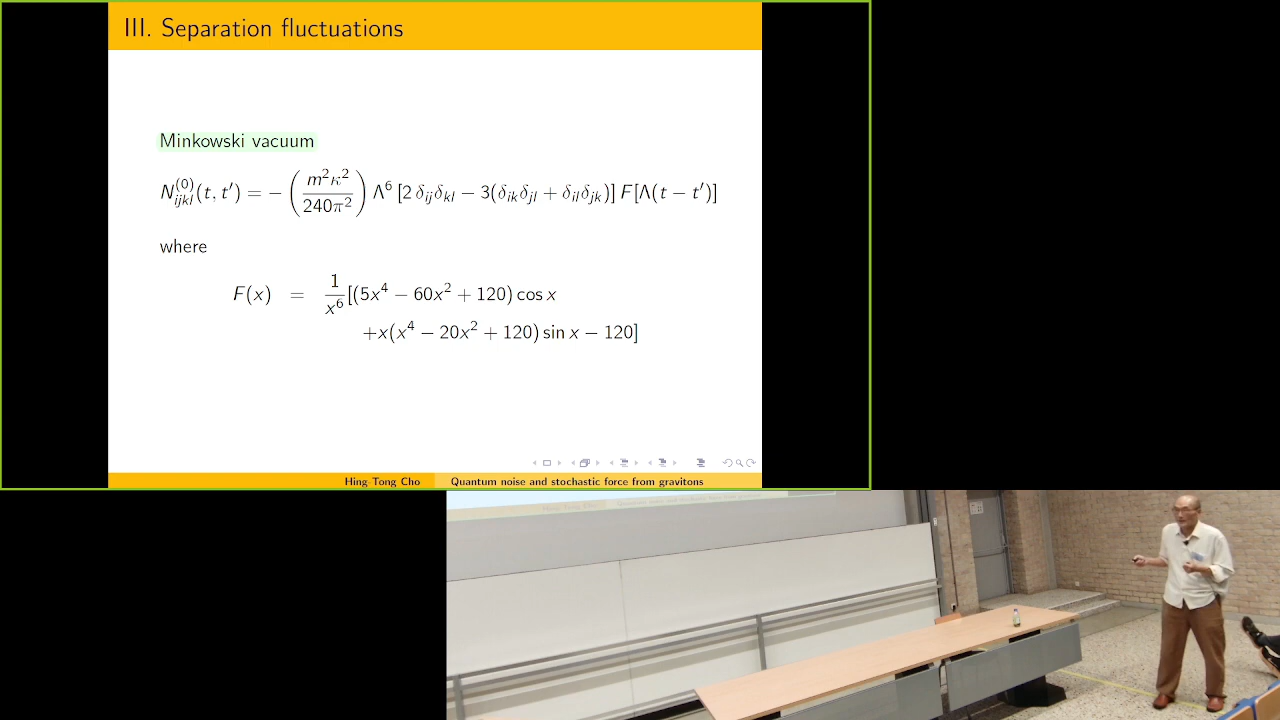 III. Separation fluctuations
Minkowski vacuum
N_{ijkl}^{(0)}(t, t′) = − (m²κ²/240π²) Λ⁶ [2 δ_{ij}δ_{kl} − 3(δ_{ik}δ_{jl} + δ_{il}δ_{jk})] F[Λ(t − t′)]
where
F(x) = 1/x⁶ [(5x⁴ − 60x² + 120) cos x
+x(x⁴ − 20x² + 120) sin x − 120]
Hing-Tong Cho Quantum noise and stochastic force from gravitons